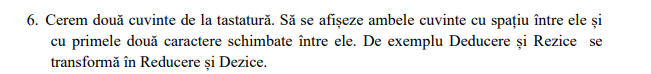 6. Cerem două cuvinte de la tastatură. Să se afișeze ambele cuvinte cu spațiu între ele și
cu primele două caractere schimbate între ele. De exemplu Deducere și Rezice se
transformă în Reducere și Dezice.